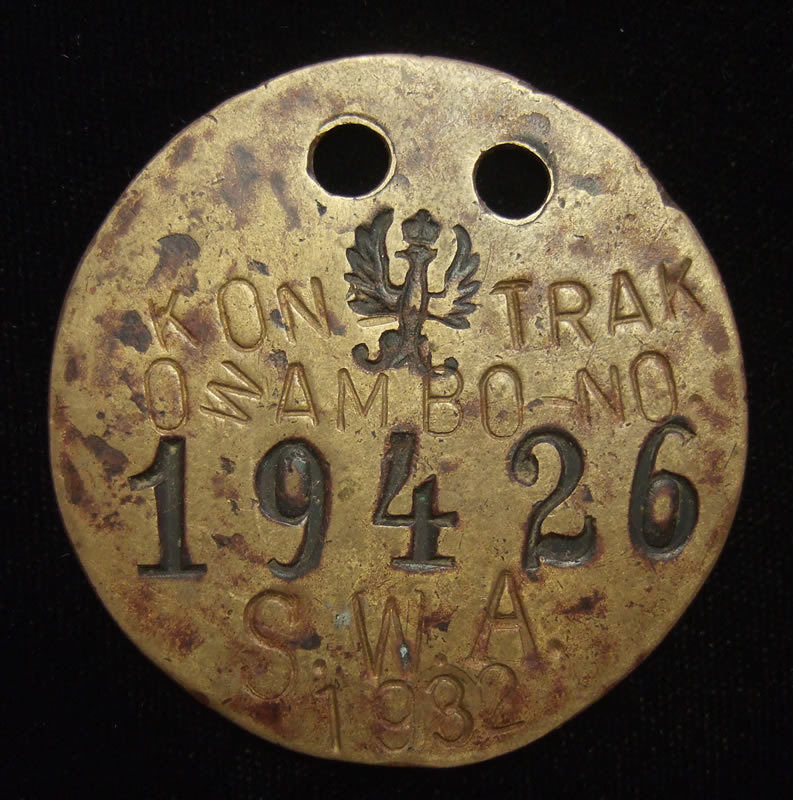 KON TRAK
OWAMBO-NO
19426
S.W.A.
1932